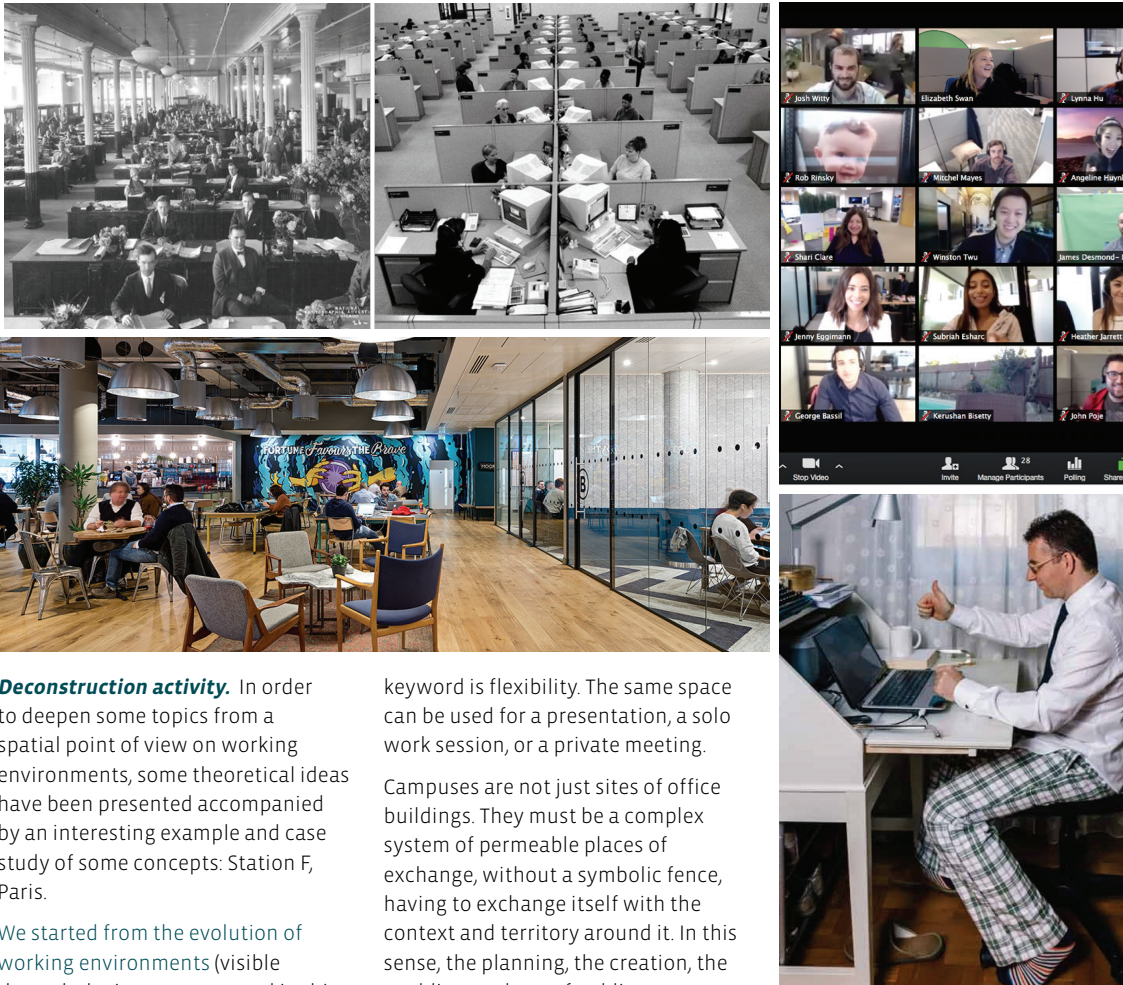 FORTUNE Favours THE Brave
B
Josh Witty
Elizabeth Swan
Lynna Hu
Rob Rinsky
Mitchel Mayes
Angeline Huynh
Shari Clare
Winston Twu
James Desmond-
Jenny Eggimann
Subriah Esharc
Heather Jarrett
George Bassil
Kerushan Bisetty
John Poje
28
Stop Video
Invite
Manage Participants
Polling
Share
Deconstruction activity. In order
to deepen some topics from a
spatial point of view on working
environments, some theoretical ideas
have been presented accompanied
by an interesting example and case
study of some concepts: Station F,
Paris.
We started from the evolution of
working environments (visible
keyword is flexibility. The same space
can be used for a presentation, a solo
work session, or a private meeting.
Campuses are not just sites of office
buildings. They must be a complex
system of permeable places of
exchange, without a symbolic fence,
having to exchange itself with the
context and territory around it. In this
sense, the planning, the creation, the